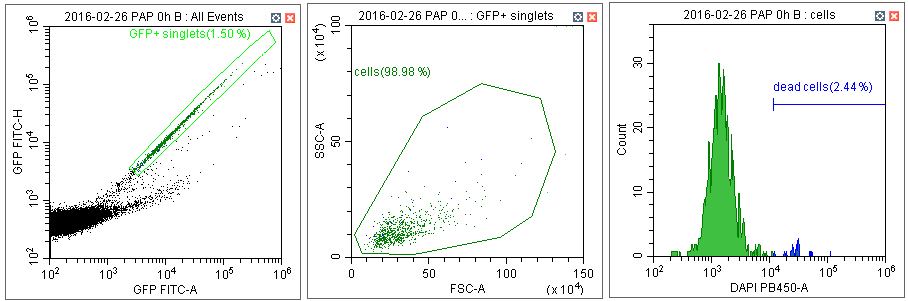 2016-02-26 PAP 0h B : All Events
GFP+ singlets(1.50 %)
GFP FITC-H
10^6
10^5
10^4
10^3
10^2
10^2 10^3 10^4 10^5 10^6
GFP FITC-A
2016-02-26 PAP 0... : GFP+ singlets
(x 10^4)
cells(98.98 %)
SSC-A
100
50
0
0 50 100 150
FSC-A
(x 10^4)
2016-02-26 PAP 0h B : cells
dead cells(2.44 %)
Count
30
20
10
0
10^2 10^3 10^4 10^5 10^6
DAPI PB450-A